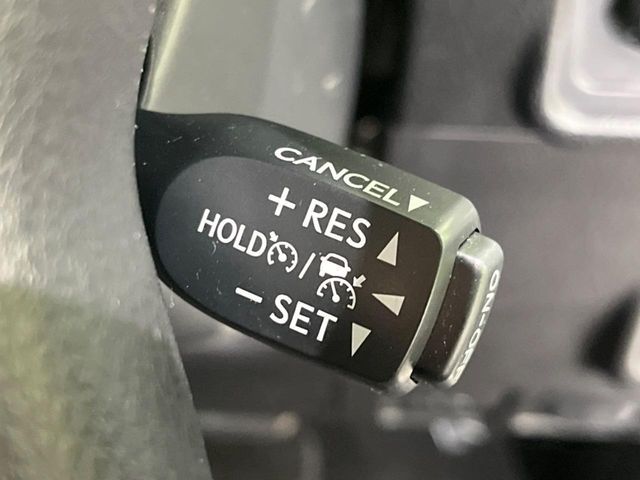 CANCEL▼
+ RES ▲
HOLD / ◀
− SET ▼
ON-OFF